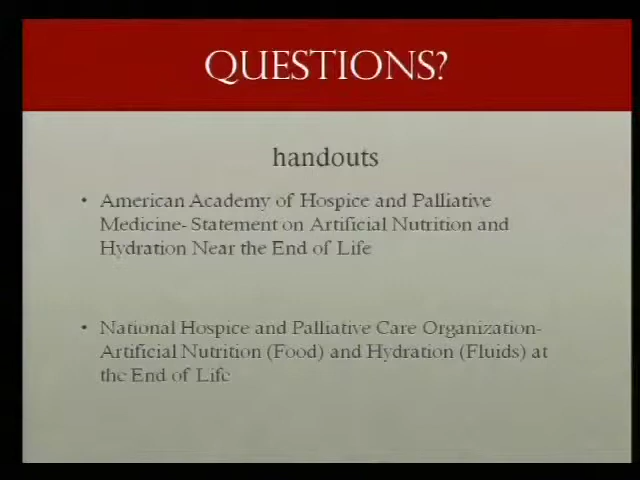 QUESTIONS?
handouts
• American Academy of Hospice and Palliative
Medicine- Statement on Artificial Nutrition and
Hydration Near the End of Life
• National Hospice and Palliative Care Organization-
Artificial Nutrition (Food) and Hydration (Fluids) at
the End of Life